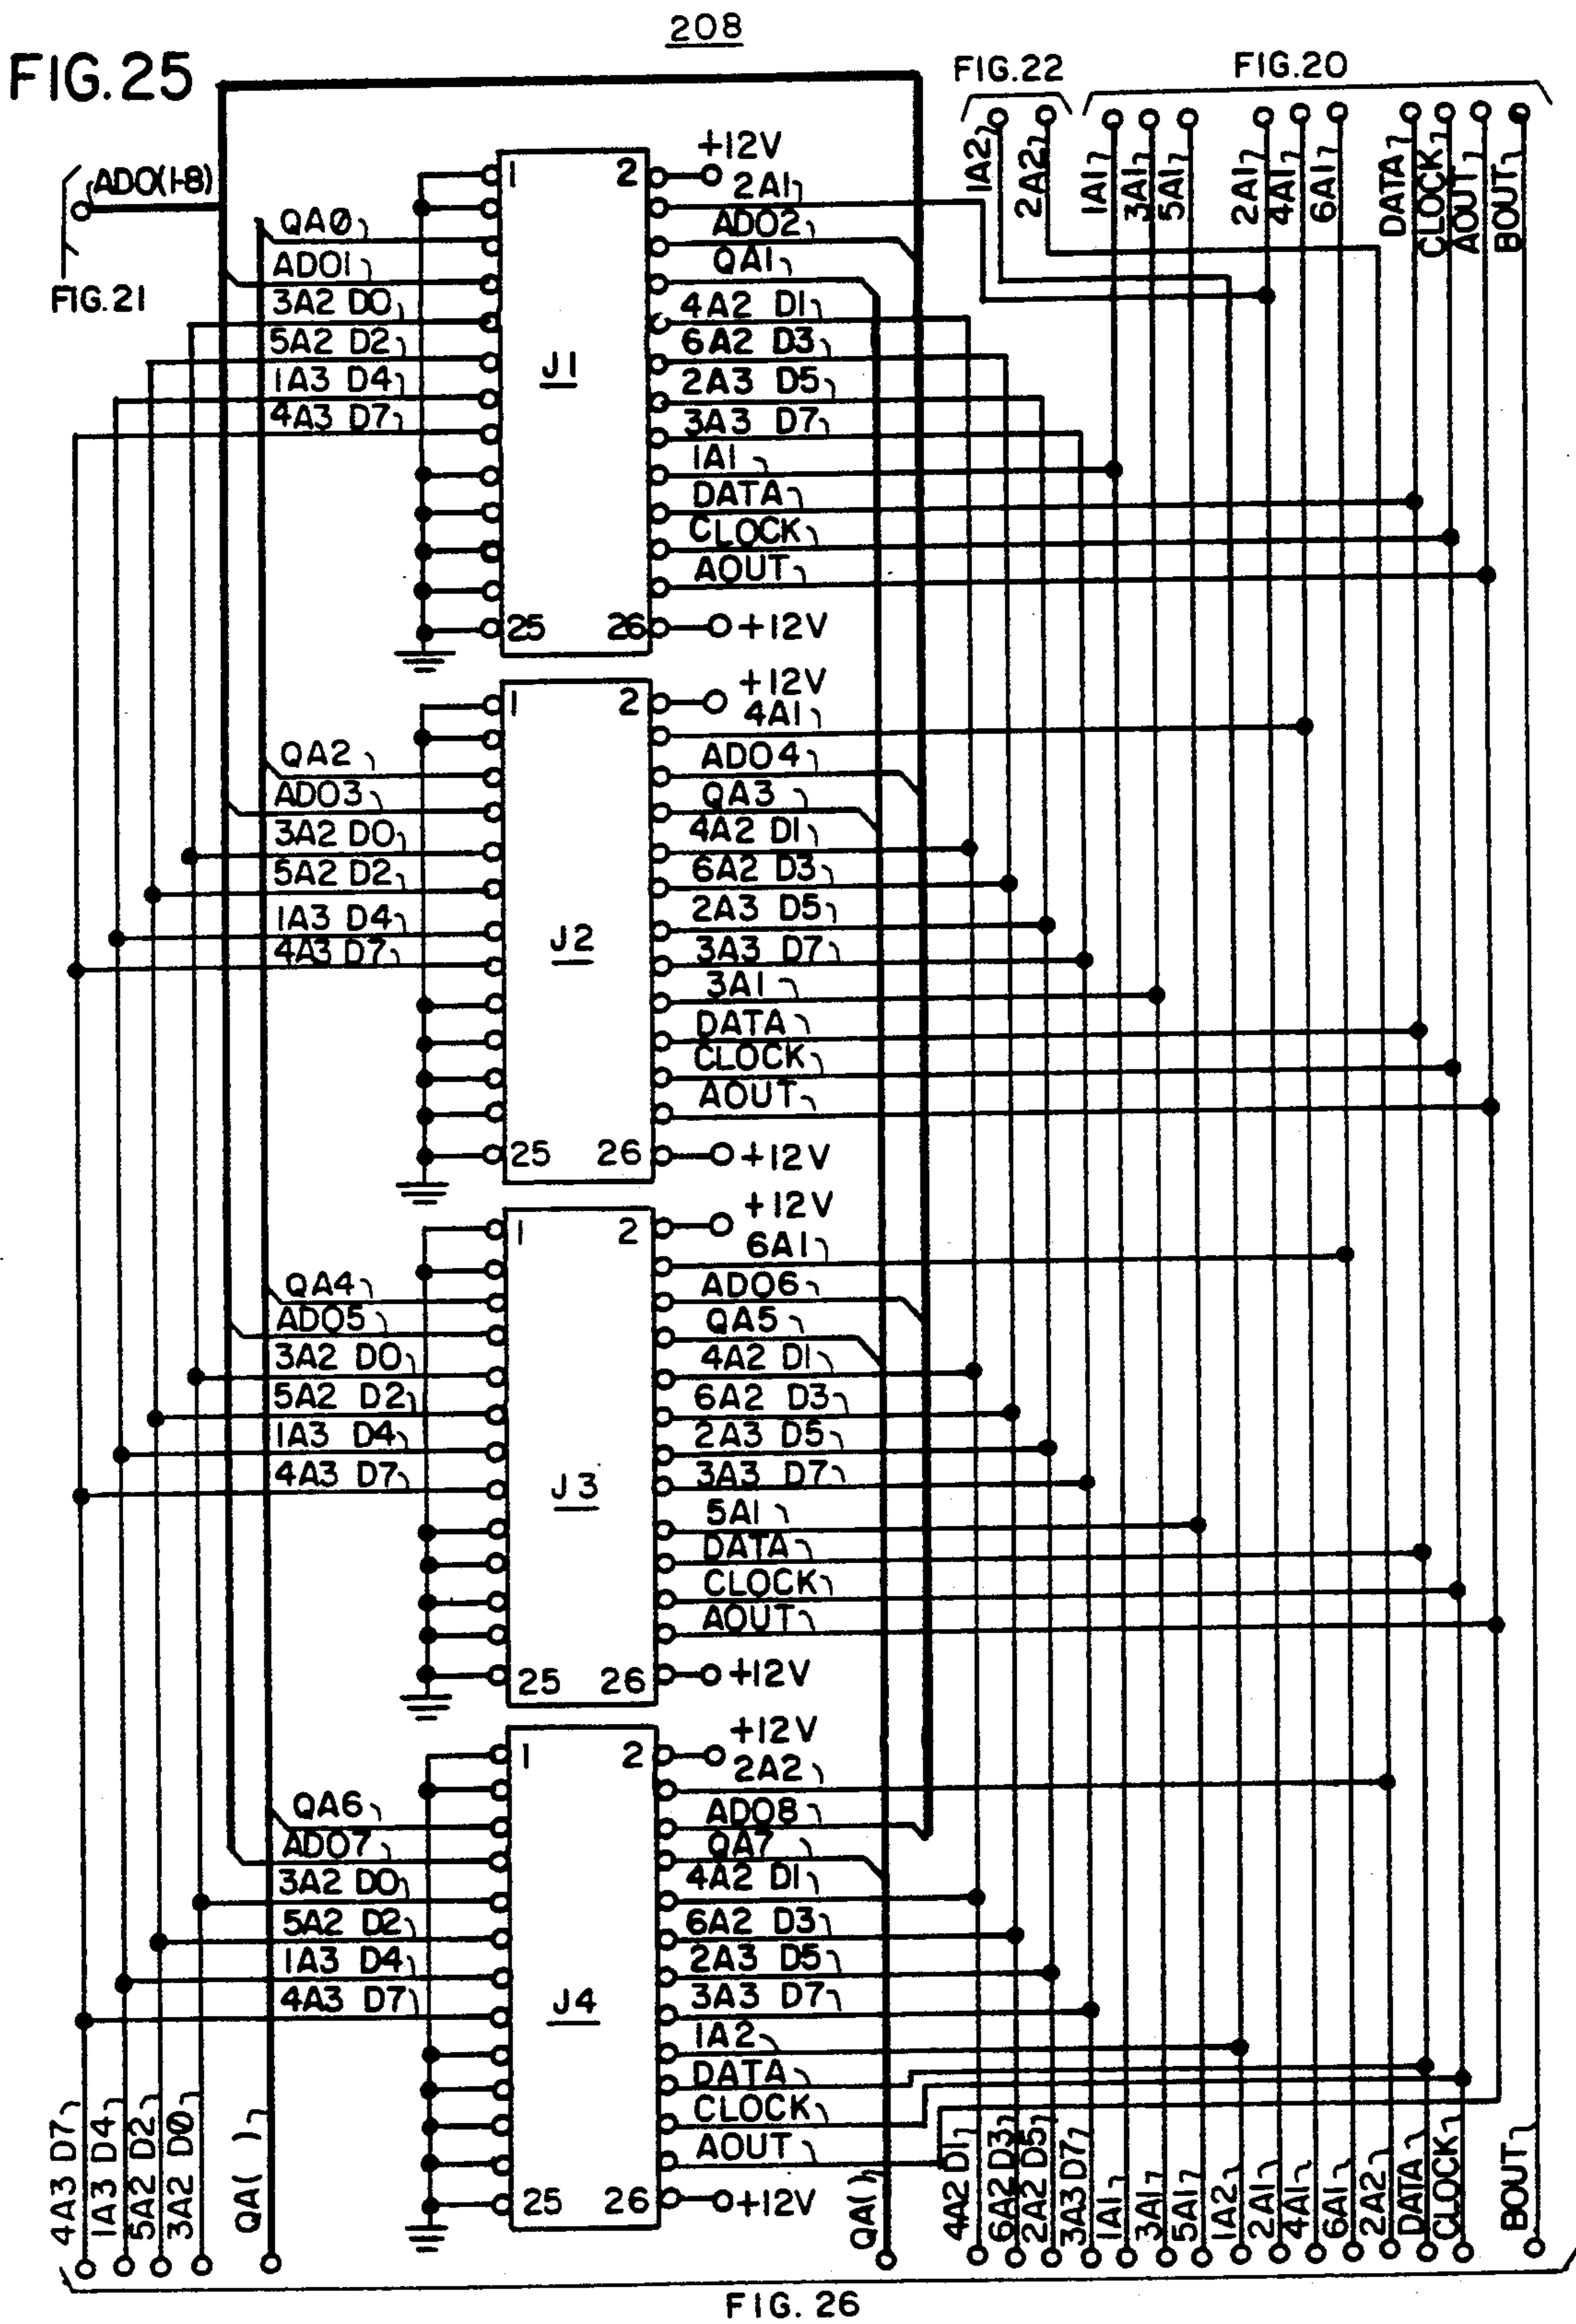 208
FIG.25
FIG.22
FIG.20
1A2
2A2
1A1
3A1
5A1
2A1
4A1
6A1
DATA
CLOCK
AOUT
BOUT
ADO(1-8)
FIG.21
J1
1
2
25
26
QA0
ADO1
3A2 D0
5A2 D2
1A3 D4
4A3 D7
+12V
2A1
ADO2
QA1
4A2 D1
6A2 D3
2A3 D5
3A3 D7
1A1
DATA
CLOCK
AOUT
+12V
J2
1
2
25
26
QA2
ADO3
3A2 D0
5A2 D2
1A3 D4
4A3 D7
+12V
4A1
ADO4
QA3
4A2 D1
6A2 D3
2A3 D5
3A3 D7
3A1
DATA
CLOCK
AOUT
+12V
J3
1
2
25
26
QA4
ADO5
3A2 D0
5A2 D2
1A3 D4
4A3 D7
+12V
6A1
ADO6
QA5
4A2 D1
6A2 D3
2A3 D5
3A3 D7
5A1
DATA
CLOCK
AOUT
+12V
J4
1
2
25
26
QA6
ADO7
3A2 D0
5A2 D2
1A3 D4
4A3 D7
+12V
2A2
ADO8
QA7
4A2 D1
6A2 D3
2A3 D5
3A3 D7
1A2
DATA
CLOCK
AOUT
+12V
4A3 D7
1A3 D4
5A2 D2
3A2 D0
QA( )
QA( )
4A2 D1
6A2 D3
2A2 D5
3A3 D7
1A1
3A1
5A1
1A2
2A1
4A1
6A1
2A2
DATA
CLOCK
BOUT
FIG. 26